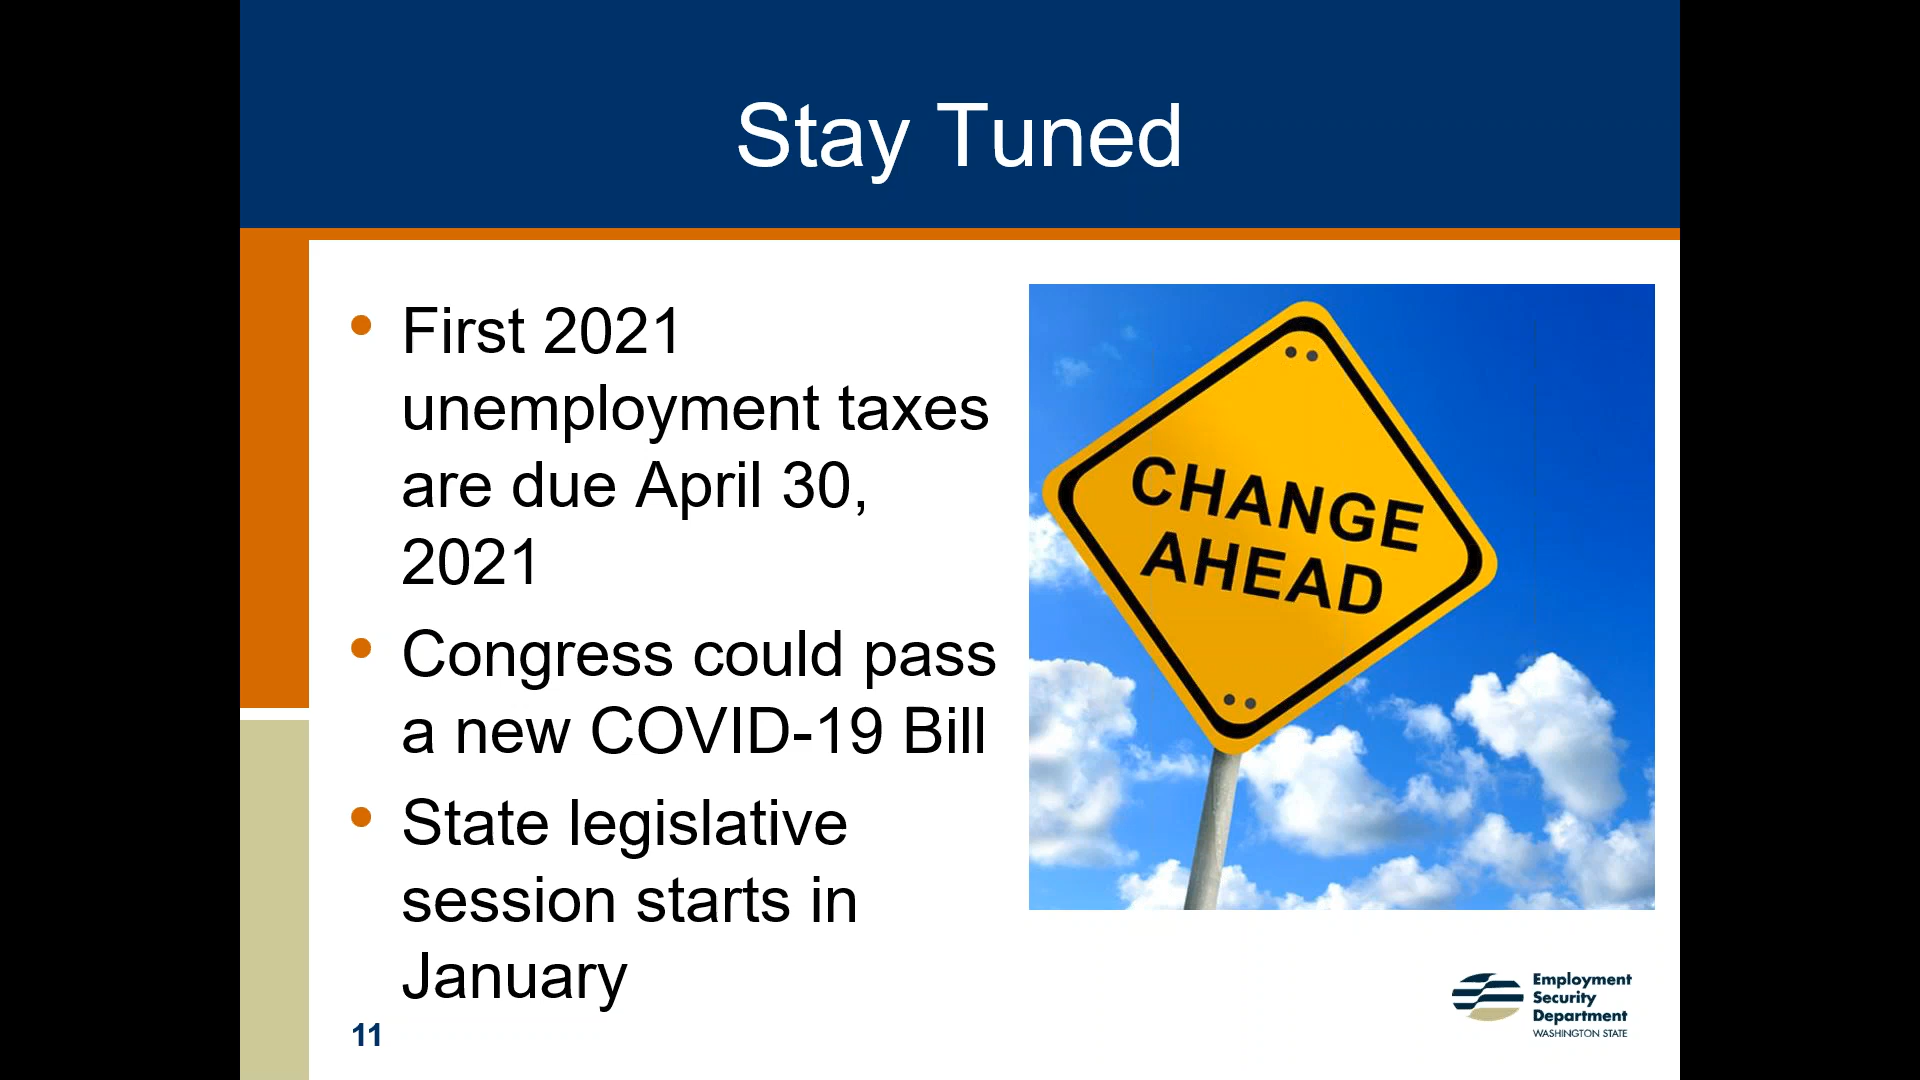 Stay Tuned
• First 2021
unemployment taxes
are due April 30,
2021
• Congress could pass
a new COVID-19 Bill
• State legislative
session starts in
January
CHANGE
AHEAD
11
Employment
Security
Department
WASHINGTON STATE